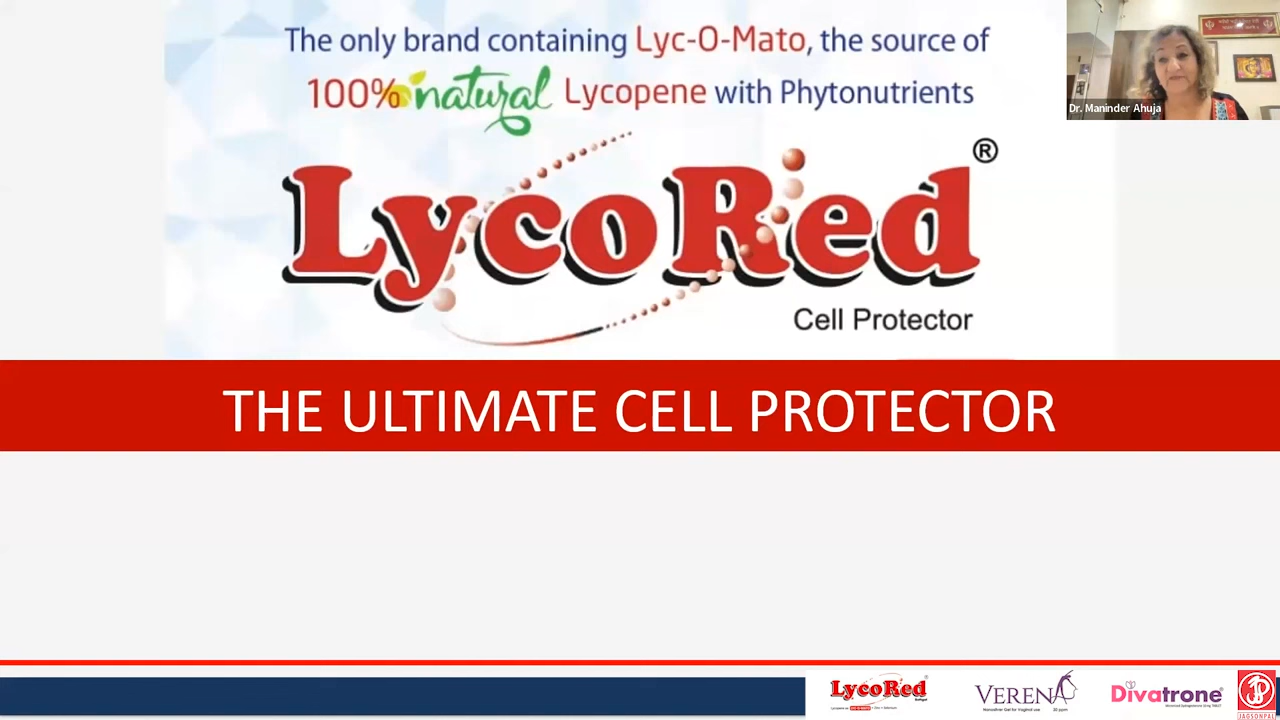 The only brand containing Lyc-O-Mato, the source of
100% natural Lycopene with Phytonutrients
LycoRed ®
Cell Protector
THE ULTIMATE CELL PROTECTOR
Dr. Maninder Ahuja
LycoRed ®
VERENA
Divatrone ®
JAGSONPAL